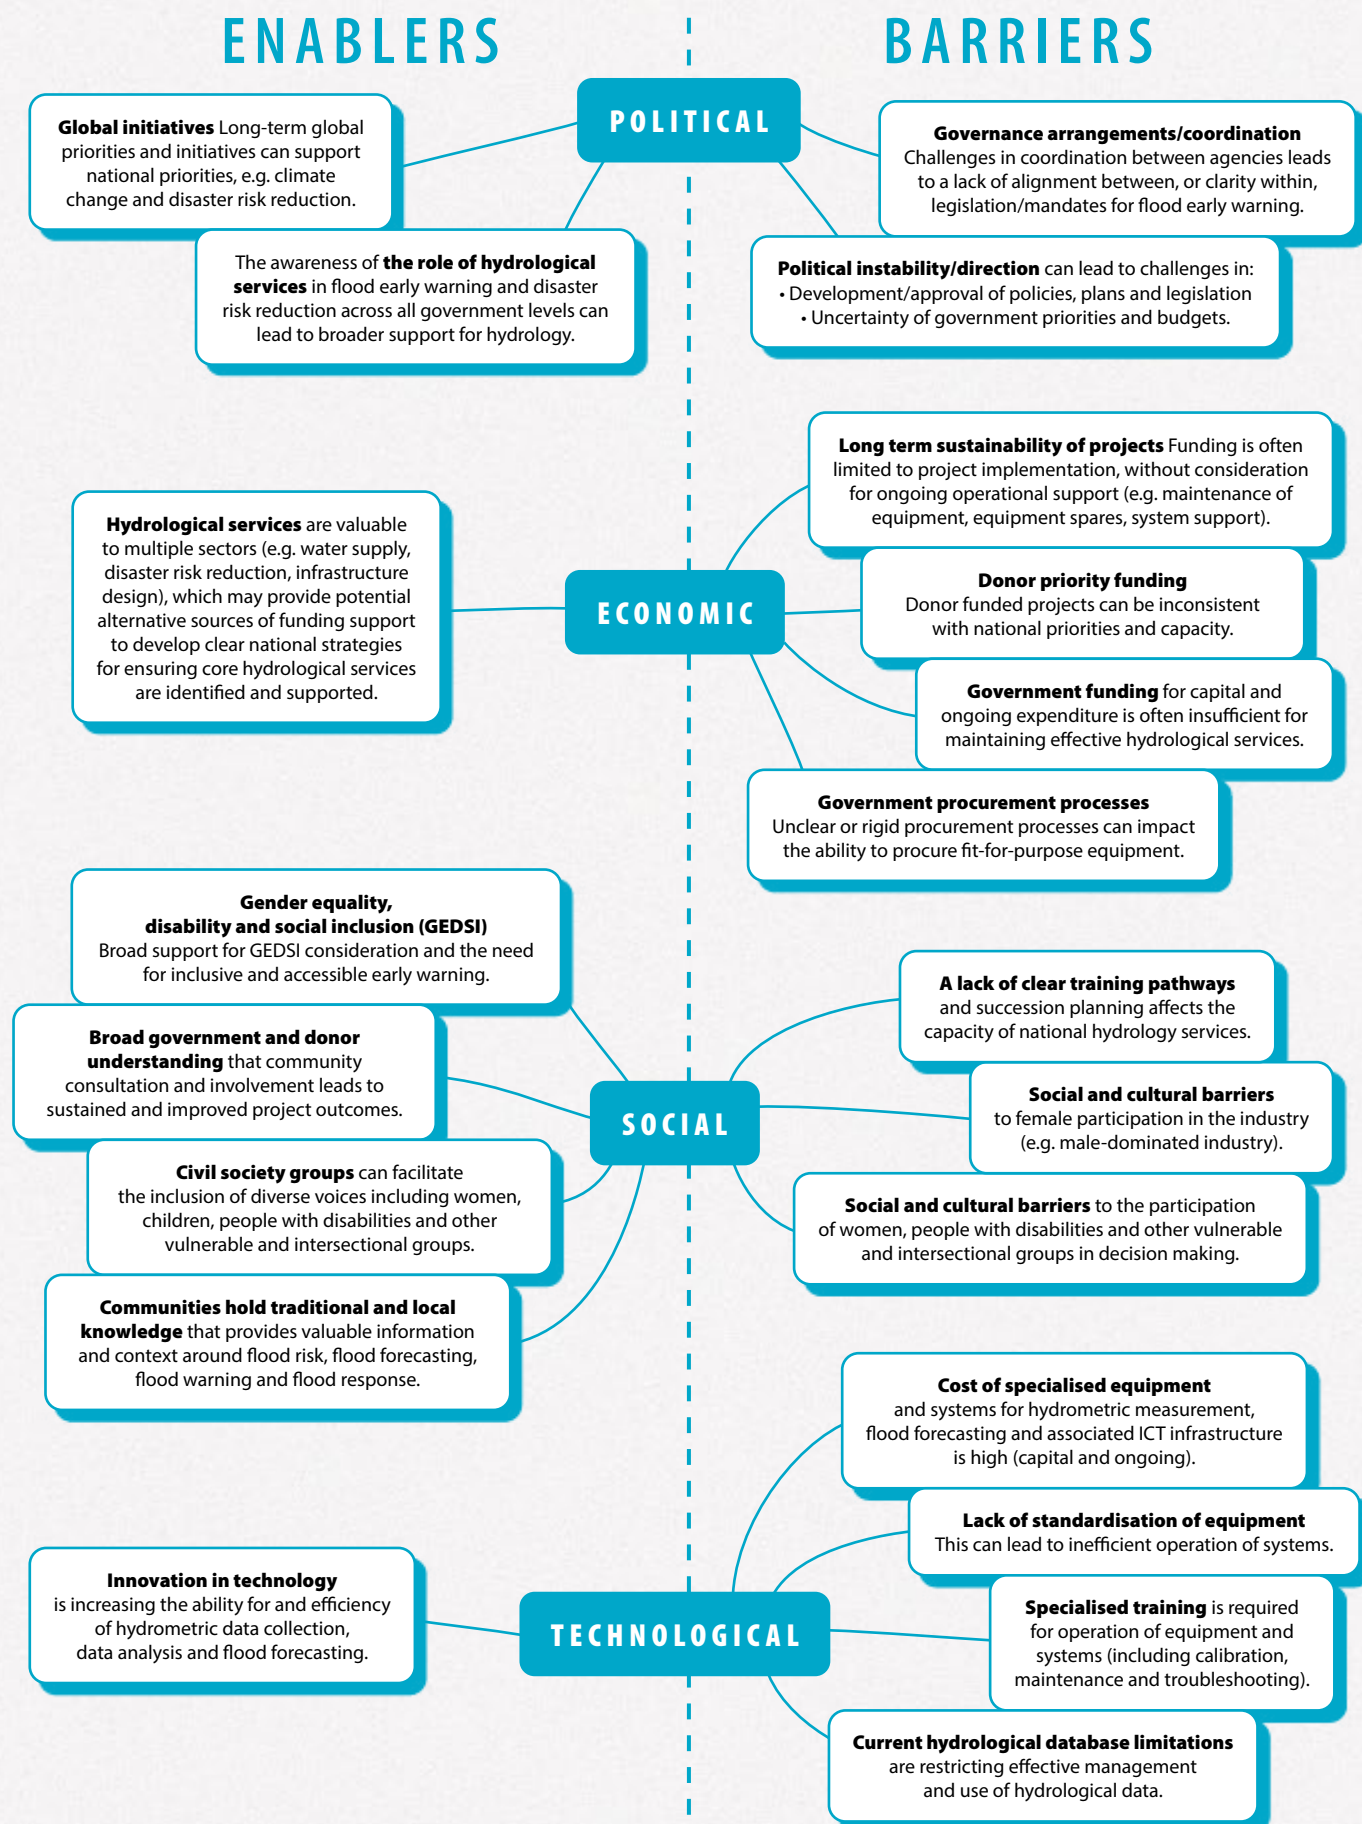 ENABLERS
BARRIERS
POLITICAL
Global initiatives Long-term global
priorities and initiatives can support
national priorities, e.g. climate
change and disaster risk reduction.
The awareness of the role of hydrological
services in flood early warning and disaster
risk reduction across all government levels can
lead to broader support for hydrology.
Governance arrangements/coordination
Challenges in coordination between agencies leads
to a lack of alignment between, or clarity within,
legislation/mandates for flood early warning.
Political instability/direction can lead to challenges in:
• Development/approval of policies, plans and legislation
• Uncertainty of government priorities and budgets.
ECONOMIC
Hydrological services are valuable
to multiple sectors (e.g. water supply,
disaster risk reduction, infrastructure
design), which may provide potential
alternative sources of funding support
to develop clear national strategies
for ensuring core hydrological services
are identified and supported.
Long term sustainability of projects Funding is often
limited to project implementation, without consideration
for ongoing operational support (e.g. maintenance of
equipment, equipment spares, system support).
Donor priority funding
Donor funded projects can be inconsistent
with national priorities and capacity.
Government funding for capital and
ongoing expenditure is often insufficient for
maintaining effective hydrological services.
Government procurement processes
Unclear or rigid procurement processes can impact
the ability to procure fit-for-purpose equipment.
SOCIAL
Gender equality,
disability and social inclusion (GEDSI)
Broad support for GEDSI consideration and the need
for inclusive and accessible early warning.
Broad government and donor
understanding that community
consultation and involvement leads to
sustained and improved project outcomes.
Civil society groups can facilitate
the inclusion of diverse voices including women,
children, people with disabilities and other
vulnerable and intersectional groups.
Communities hold traditional and local
knowledge that provides valuable information
and context around flood risk, flood forecasting,
flood warning and flood response.
A lack of clear training pathways
and succession planning affects the
capacity of national hydrology services.
Social and cultural barriers
to female participation in the industry
(e.g. male-dominated industry).
Social and cultural barriers to the participation
of women, people with disabilities and other vulnerable
and intersectional groups in decision making.
TECHNOLOGICAL
Innovation in technology
is increasing the ability for and efficiency
of hydrometric data collection,
data analysis and flood forecasting.
Cost of specialised equipment
and systems for hydrometric measurement,
flood forecasting and associated ICT infrastructure
is high (capital and ongoing).
Lack of standardisation of equipment
This can lead to inefficient operation of systems.
Specialised training is required
for operation of equipment and
systems (including calibration,
maintenance and troubleshooting).
Current hydrological database limitations
are restricting effective management
and use of hydrological data.